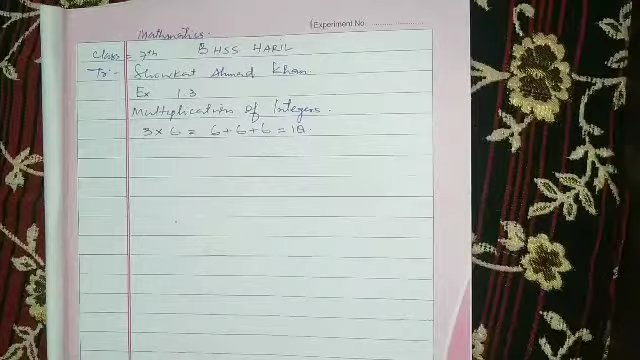 Experiment No.
Mathematics.
BHSS HARIL
Class = 7th
Tr:- Showkat Ahmad Khan
Ex 1.3
Multiplication of Integers.
3 × 6 = 6+6+6 = 18.